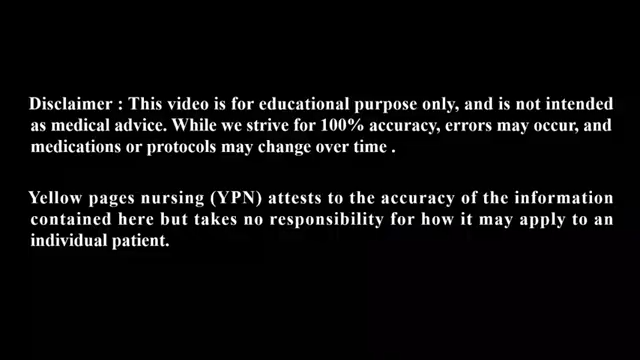 Disclaimer : This video is for educational purpose only, and is not intended
as medical advice. While we strive for 100% accuracy, errors may occur, and
medications or protocols may change over time .
Yellow pages nursing (YPN) attests to the accuracy of the information
contained here but takes no responsibility for how it may apply to an
individual patient.